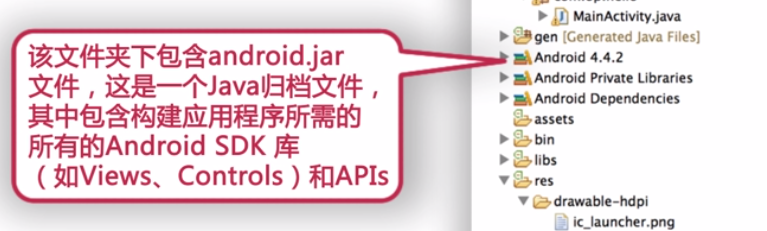 该文件夹下包含android.jar
文件，这是一个Java归档文件，
其中包含构建应用程序所需的
所有的Android SDK 库
（如Views、Controls）和APIs
MainActivity.java
gen [Generated Java Files]
Android 4.4.2
Android Private Libraries
Android Dependencies
assets
bin
libs
res
drawable-hdpi
ic_launcher.png